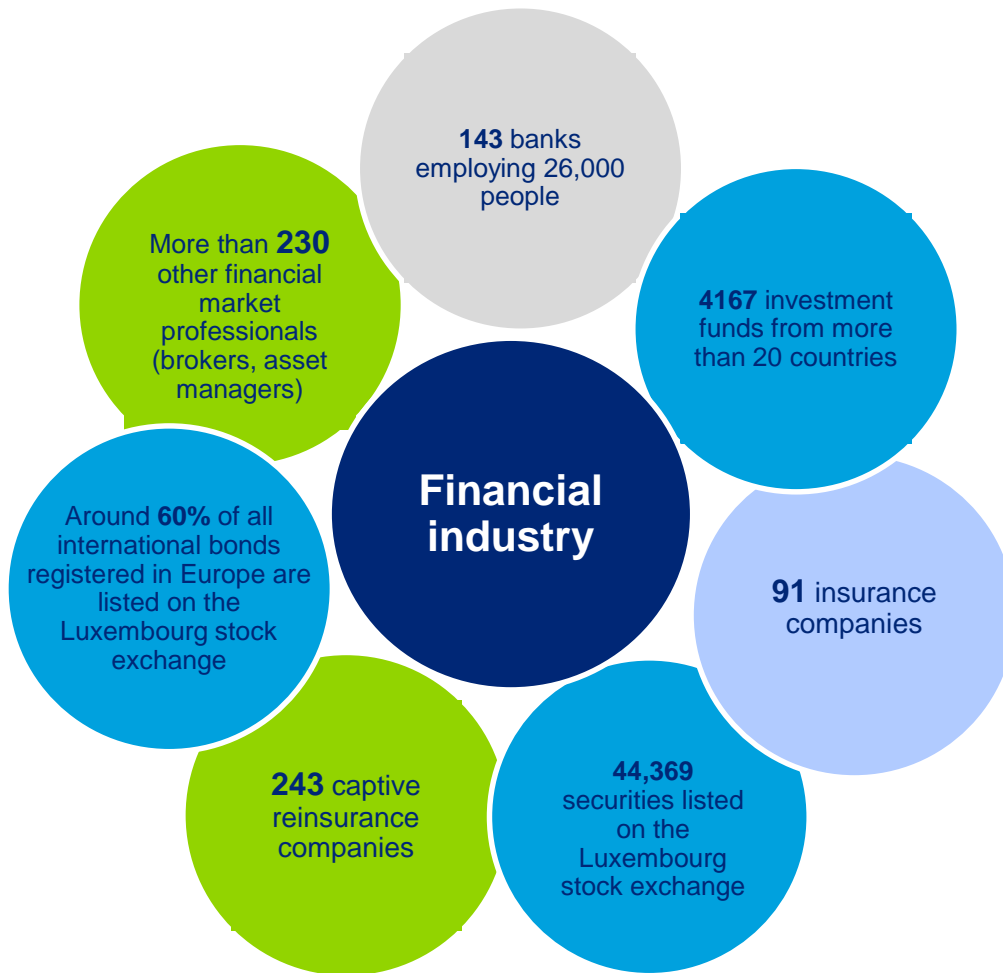 143 banks
employing 26,000
people
4167 investment
funds from more
than 20 countries
91 insurance
companies
44,369
securities listed
on the
Luxembourg
stock exchange
243 captive
reinsurance
companies
Around 60% of all
international bonds
registered in Europe are
listed on the
Luxembourg stock
exchange
More than 230
other financial
market
professionals
(brokers, asset
managers)
Financial
industry